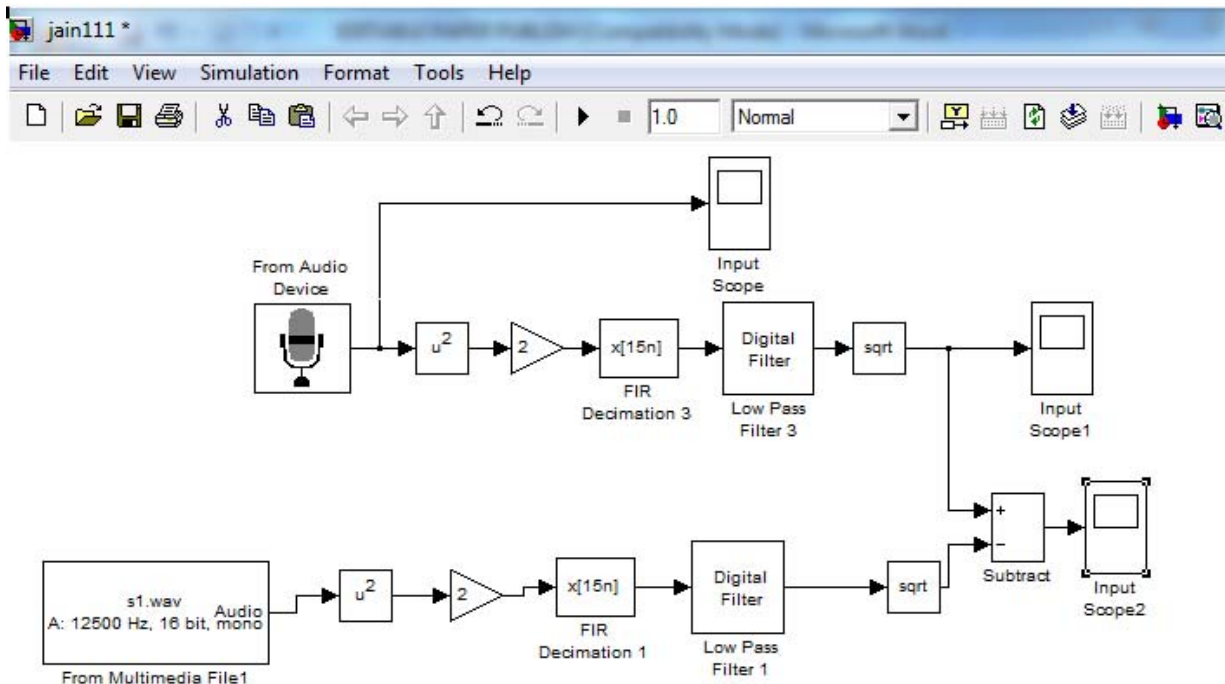 jain111 *
File Edit View Simulation Format Tools Help
1.0 Normal
Input
Scope
From Audio
Device
u²
2
x[15n]
FIR
Decimation 3
Digital
Filter
Low Pass
Filter 3
sqrt
Input
Scope1
+
−
Subtract
Input
Scope2
s1.wav
Audio
A: 12500 Hz, 16 bit, mono
From Multimedia File1
u²
2
x[15n]
FIR
Decimation 1
Digital
Filter
Low Pass
Filter 1
sqrt